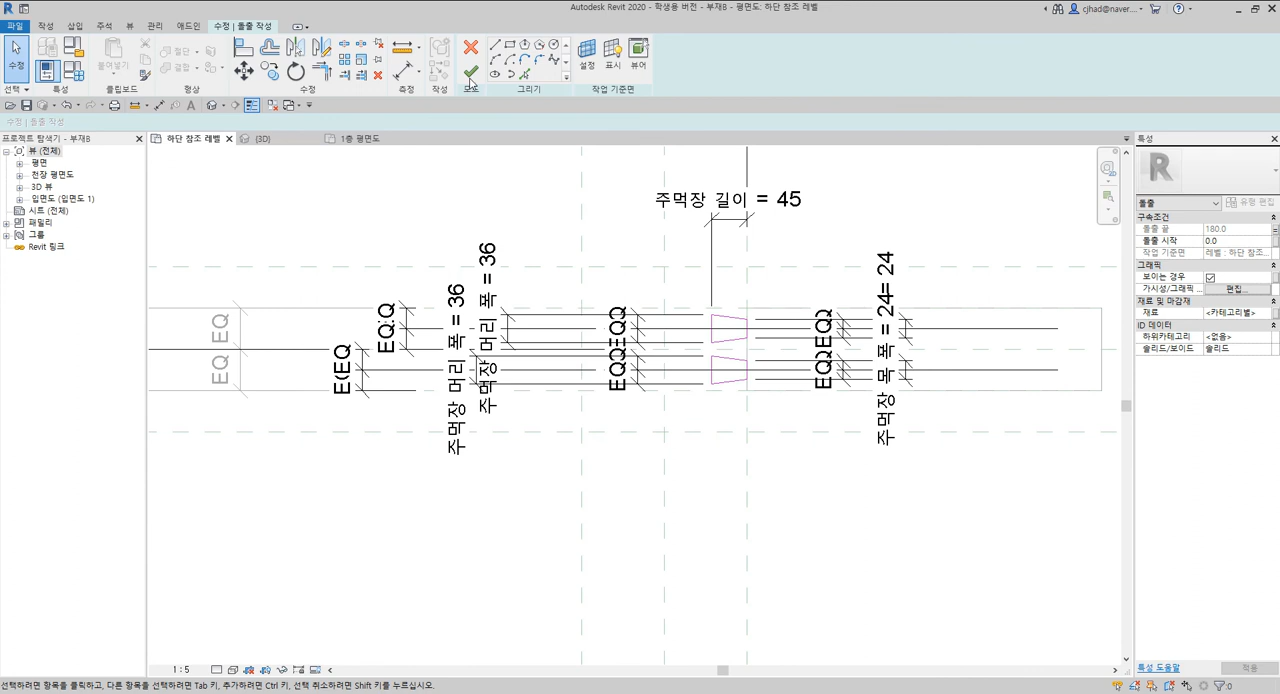 Autodesk Revit 2020 - 학생용 버전 - 부재B - 평면도: 하단 참조 레벨
cjhad@naver....
파일 작성 삽입 주석 뷰 관리 애드인 수정 | 돌출 작성
수정 붙여넣기 절단 결합 설정 표시 뷰어
선택 특성 클립보드 형상 수정 측정 작성 모드 그리기 작업 기준면
수정 | 돌출 작성
프로젝트 탐색기 - 부재B
뷰 (전체)
평면
천장 평면도
3D 뷰
입면도 (입면도 1)
시트 (전체)
패밀리
그룹
Revit 링크
하단 참조 레벨 (3D) 1층 평면도
주먹장 길이 = 45
EQ
EQ
주먹장 머리 폭 = 36
주먹장 머리 폭 = 36
주먹장 목 폭 = 24
= 24
특성
돌출 유형 편집
구속조건
돌출 끝 180.0
돌출 시작 0.0
작업 기준면 레벨 : 하단 참조...
그래픽
보이는 경우
가시성/그래픽 ... 편집...
재료 및 마감재
재료 <카테고리별>
ID 데이터
하위카테고리 <없음>
솔리드/보이드 솔리드
특성 도움말 적용
1 : 5
선택하려면 항목을 클릭하고, 다른 항목을 선택하려면 Tab 키, 추가하려면 Ctrl 키, 선택 취소하려면 Shift 키를 누르십시오.
:0